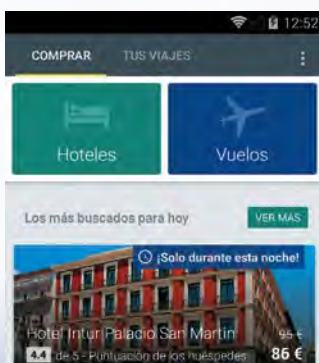 12:52
COMPRAR TUS VIAJES
Hoteles Vuelos
Los más buscados para hoy VER MÁS
¡Solo durante esta noche!
Hotel Intur Palacio San Martin 95 €
4.4 de 5 - Puntuación de los huéspedes 86 €